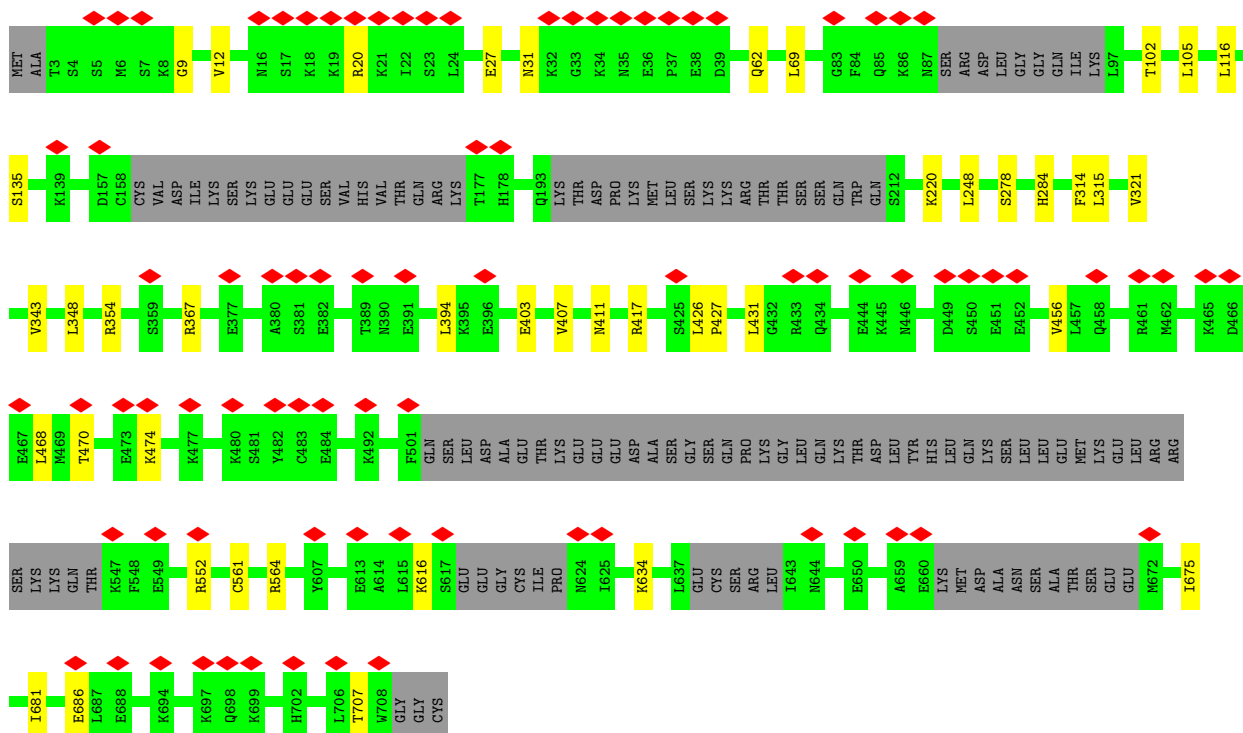 MET ALA T3 S4 S5 M6 S7 K8 G9 V12 N16 S17 K18 K19 R20 K21 I22 S23 L24 E27 N31 K32 G33 K34 N35 E36 P37 E38 D39 Q62 L69 G83 F84 Q85 K86 N87 SER ARG ASP LEU GLY GLY GLN ILE LYS L97 T102 L105 L116
S135 K139 D157 C158 CYS VAL ASP ILE LYS SER LYS GLU GLU GLU SER VAL HIS VAL THR GLN ARG LYS T177 H178 Q193 LYS THR ASP PRO LYS MET LEU SER LYS LYS ARG THR THR SER SER GLN TRP GLN S212 K220 L248 S278 H284 F314 L315 V321
V343 L348 R354 S359 R367 E377 A380 S381 E382 T389 N390 E391 L394 K395 E396 E403 V407 N411 R417 S425 L426 P427 L431 G432 R433 Q434 E444 K445 N446 D449 S450 E451 E452 V456 L457 Q458 R461 M462 K465 D466
E467 L468 M469 T470 E473 K474 K477 K480 S481 Y482 C483 E484 K492 F501 GLN SER LEU ASP ALA GLU THR LYS GLU GLU GLU ASP ALA SER GLY SER GLN PRO LYS GLY LEU GLN LYS THR ASP LEU TYR HIS LEU GLN LYS SER LEU LEU GLU MET LYS GLU LEU ARG ARG
SER LYS LYS GLN THR K547 F548 E549 R552 C561 R564 Y607 E613 A614 L615 K616 S617 GLU GLU GLY CYS ILE PRO N624 I625 K634 L637 GLU CYS SER ARG LEU I643 N644 E650 A659 E660 LYS MET ASP ALA ASN SER ALA THR SER GLU GLU M672 I675
I681 E686 L687 E688 K694 K697 Q698 K699 H702 L706 T707 W708 GLY GLY CYS